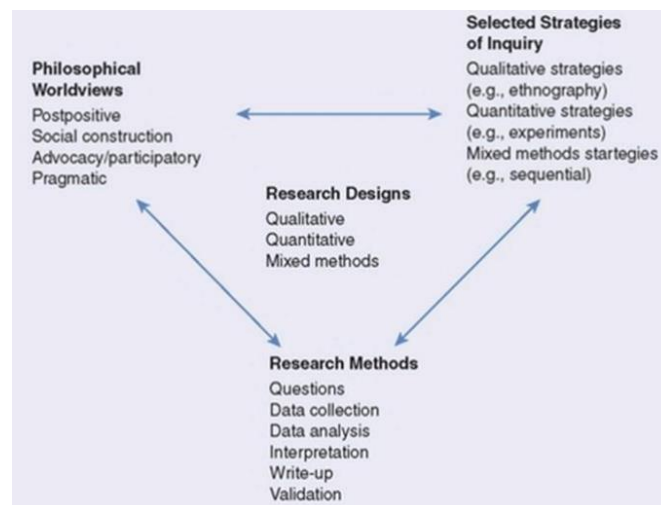 Philosophical
Worldviews
Postpositive
Social construction
Advocacy/participatory
Pragmatic
Selected Strategies
of Inquiry
Qualitative strategies
(e.g., ethnography)
Quantitative strategies
(e.g., experiments)
Mixed methods startegies
(e.g., sequential)
Research Designs
Qualitative
Quantitative
Mixed methods
Research Methods
Questions
Data collection
Data analysis
Interpretation
Write-up
Validation